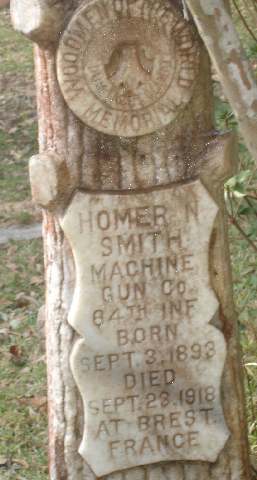 WOODMEN OF THE WORLD
MEMORIAL
HOMER N
SMITH
MACHINE
GUN CO.
84TH INF
BORN
SEPT. 3, 1893
DIED
SEPT. 23, 1918
AT BREST
FRANCE